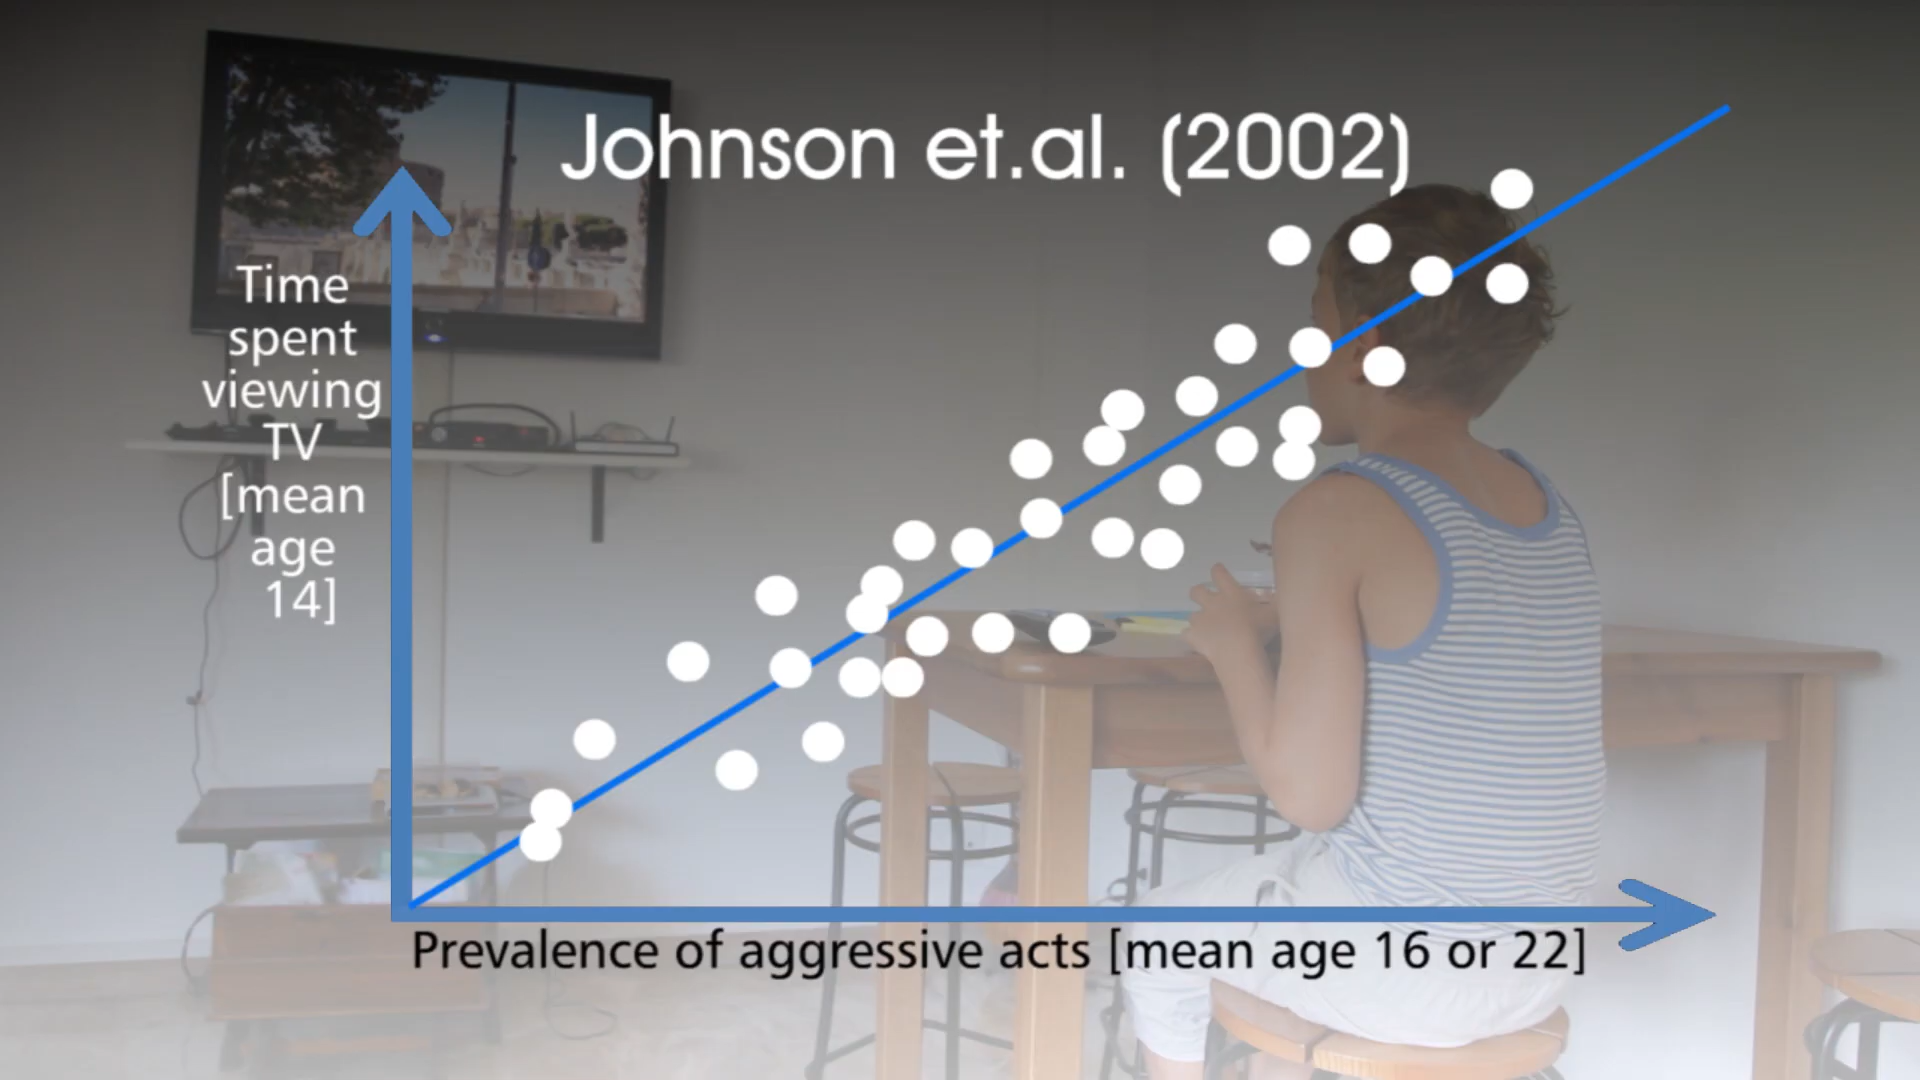 Johnson et.al. (2002)
Time
spent
viewing
TV
[mean
age
14]
Prevalence of aggressive acts [mean age 16 or 22]